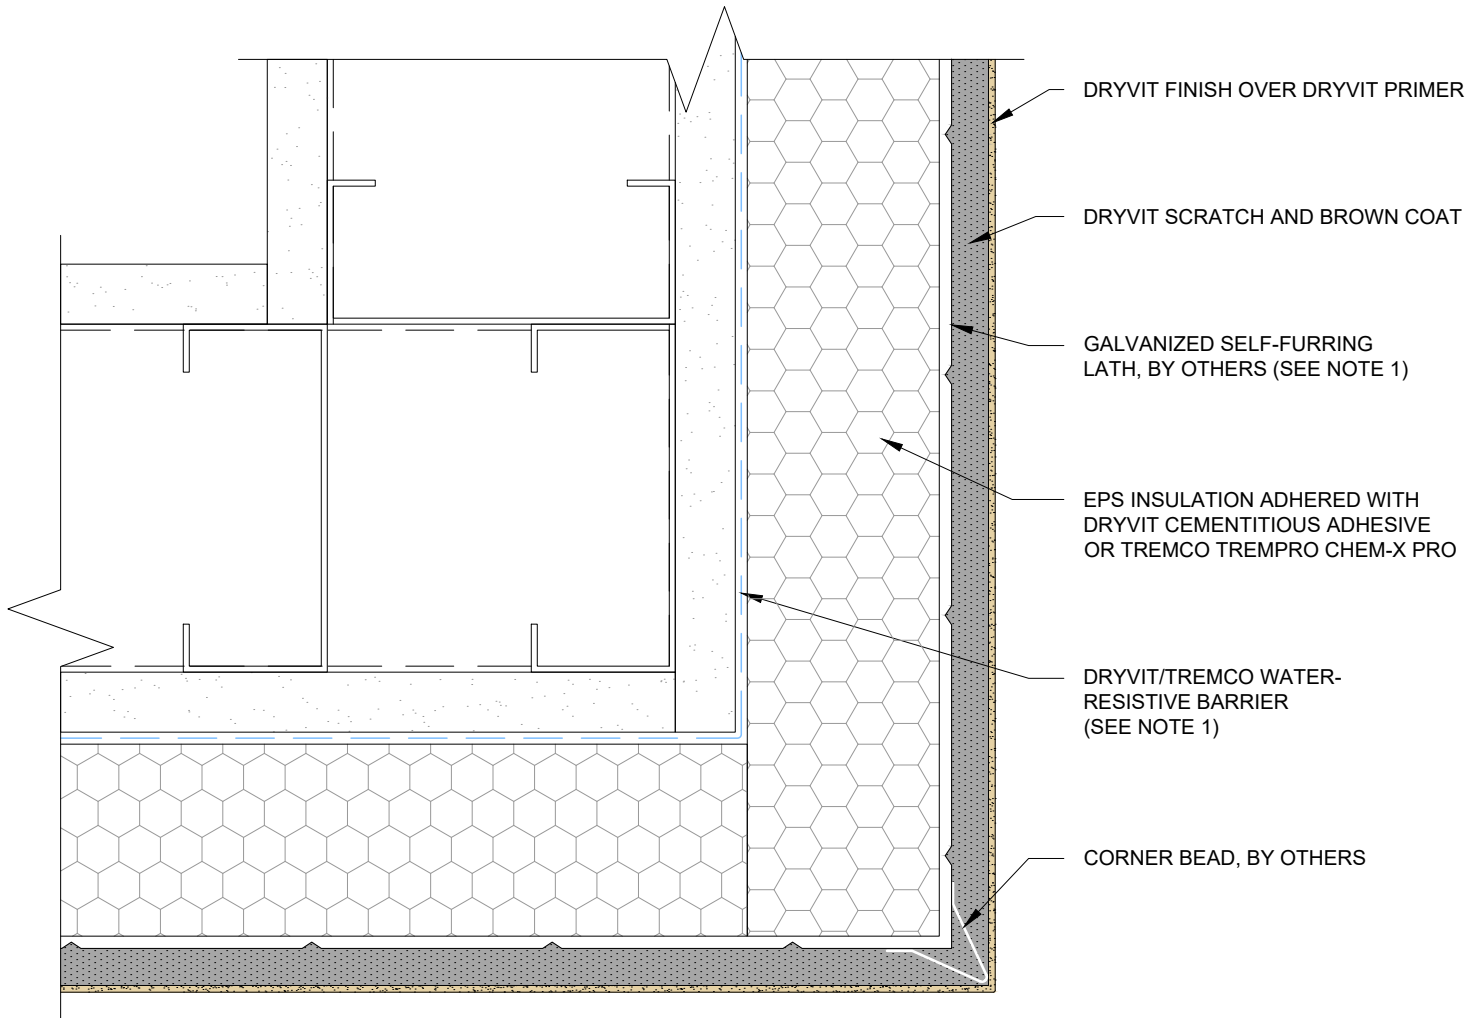 DRYVIT FINISH OVER DRYVIT PRIMER
DRYVIT SCRATCH AND BROWN COAT
GALVANIZED SELF-FURRING
LATH, BY OTHERS (SEE NOTE 1)
EPS INSULATION ADHERED WITH
DRYVIT CEMENTITIOUS ADHESIVE
OR TREMCO TREMPRO CHEM-X PRO
DRYVIT/TREMCO WATER-
RESISTIVE BARRIER
(SEE NOTE 1)
CORNER BEAD, BY OTHERS